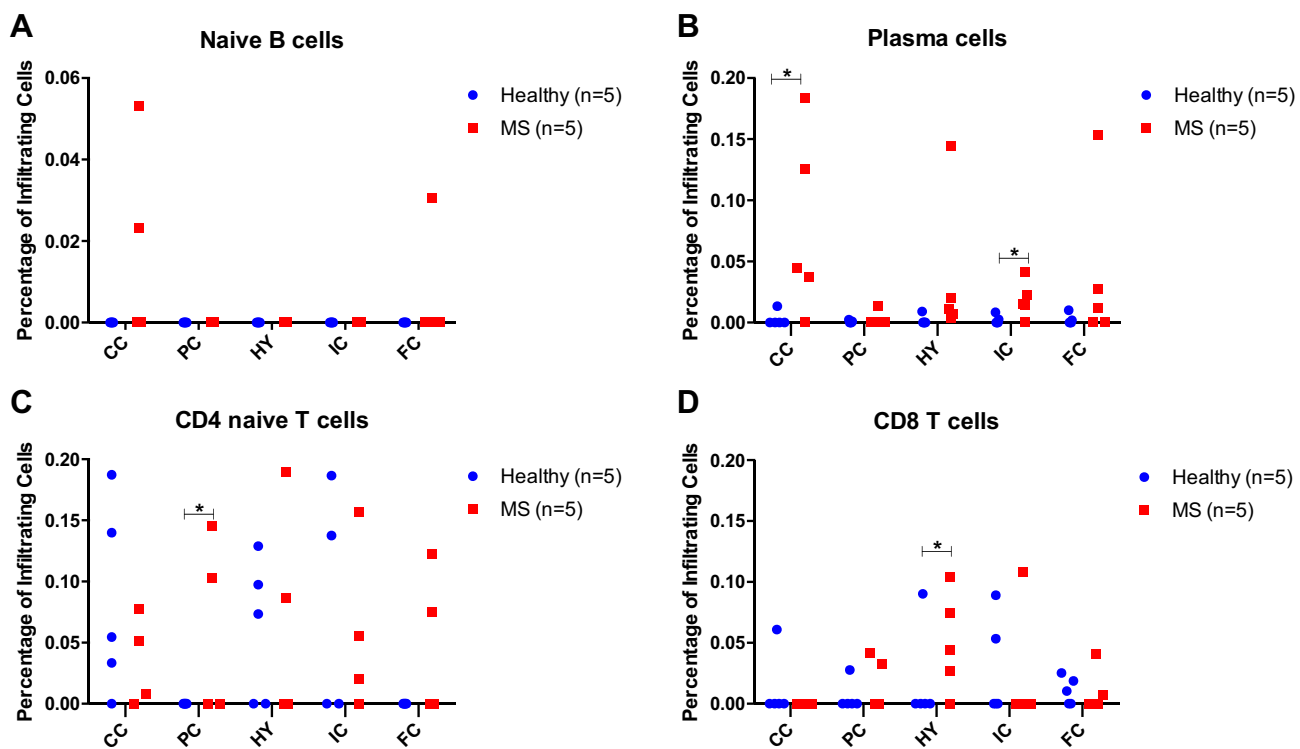 A
Naive B cells
Percentage of Infiltrating Cells
0.06
0.04
0.02
0.00
CC
PC
HY
IC
FC
Healthy (n=5)
MS (n=5)
B
Plasma cells
Percentage of Infiltrating Cells
0.20
0.15
0.10
0.05
0.00
*
*
CC
PC
HY
IC
FC
Healthy (n=5)
MS (n=5)
C
CD4 naive T cells
Percentage of Infiltrating Cells
0.20
0.15
0.10
0.05
0.00
*
CC
PC
HY
IC
FC
Healthy (n=5)
MS (n=5)
D
CD8 T cells
Percentage of Infiltrating Cells
0.20
0.15
0.10
0.05
0.00
*
CC
PC
HY
IC
FC
Healthy (n=5)
MS (n=5)